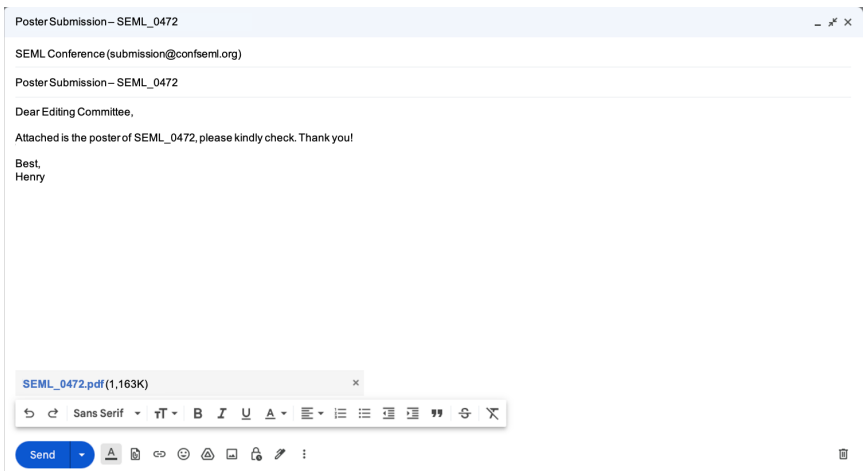 Poster Submission – SEML_0472
SEML Conference (submission@confseml.org)
Poster Submission – SEML_0472
Dear Editing Committee,
Attached is the poster of SEML_0472, please kindly check. Thank you!
Best,
Henry
SEML_0472.pdf (1,163K)
Sans Serif
Send